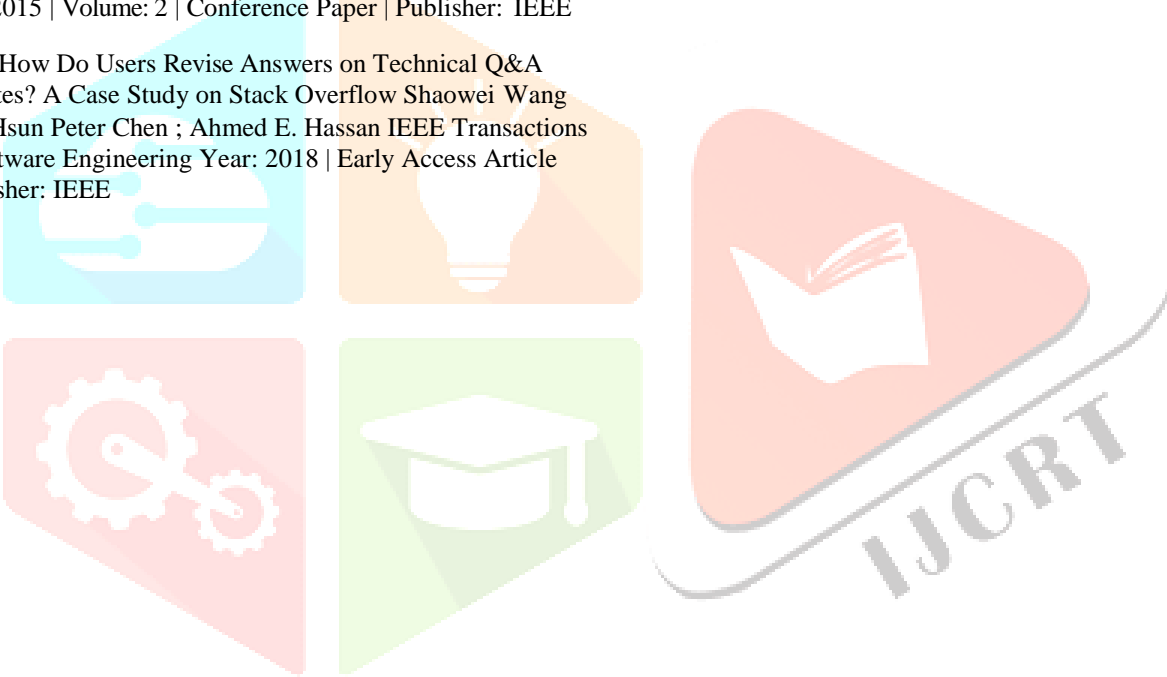 2015 | Volume: 2 | Conference Paper | Publisher: IEEE
How Do Users Revise Answers on Technical Q&A
tes? A Case Study on Stack Overflow Shaowei Wang
Hsun Peter Chen ; Ahmed E. Hassan IEEE Transactions
tware Engineering Year: 2018 | Early Access Article
sher: IEEE
IJCRT